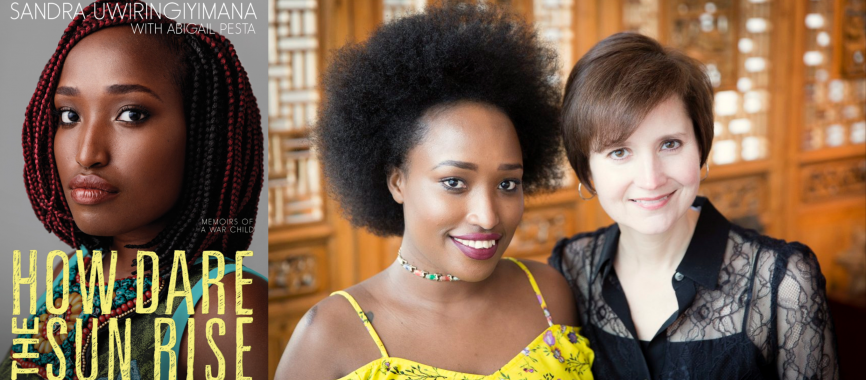 SANDRA UWIRINGIYIMANA
WITH ABIGAIL PESTA
MEMOIRS OF
A WAR CHILD
HOW DARE
THE
SUN RISE